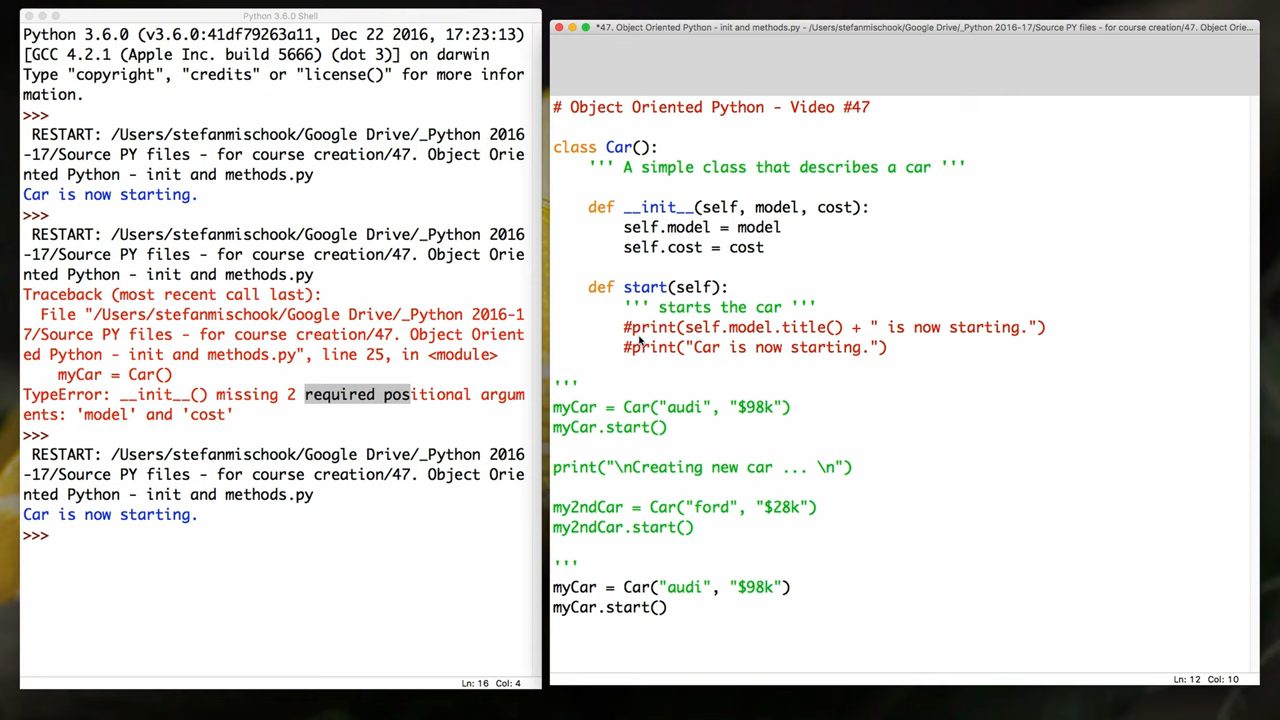 Python 3.6.0 Shell
Python 3.6.0 (v3.6.0:41df79263a11, Dec 22 2016, 17:23:13)
[GCC 4.2.1 (Apple Inc. build 5666) (dot 3)] on darwin
Type "copyright", "credits" or "license()" for more infor
mation.
>>>
RESTART: /Users/stefanmischook/Google Drive/_Python 2016
-17/Source PY files - for course creation/47. Object Orie
nted Python - init and methods.py
Car is now starting.
>>>
RESTART: /Users/stefanmischook/Google Drive/_Python 2016
-17/Source PY files - for course creation/47. Object Orie
nted Python - init and methods.py
Traceback (most recent call last):
File "/Users/stefanmischook/Google Drive/_Python 2016-1
7/Source PY files - for course creation/47. Object Orient
ed Python - init and methods.py", line 25, in <module>
myCar = Car()
TypeError: __init__() missing 2 required positional argum
ents: 'model' and 'cost'
>>>
RESTART: /Users/stefanmischook/Google Drive/_Python 2016
-17/Source PY files - for course creation/47. Object Orie
nted Python - init and methods.py
Car is now starting.
>>>
Ln: 16 Col: 4
*47. Object Oriented Python - init and methods.py - /Users/stefanmischook/Google Drive/_Python 2016-17/Source PY files - for course creation/47. Object Orie...
# Object Oriented Python - Video #47
class Car():
''' A simple class that describes a car '''
def __init__(self, model, cost):
self.model = model
self.cost = cost
def start(self):
''' starts the car '''
#print(self.model.title() + " is now starting.")
#print("Car is now starting.")
'''
myCar = Car("audi", "$98k")
myCar.start()
print("\nCreating new car ... \n")
my2ndCar = Car("ford", "$28k")
my2ndCar.start()
'''
myCar = Car("audi", "$98k")
myCar.start()
Ln: 12 Col: 10